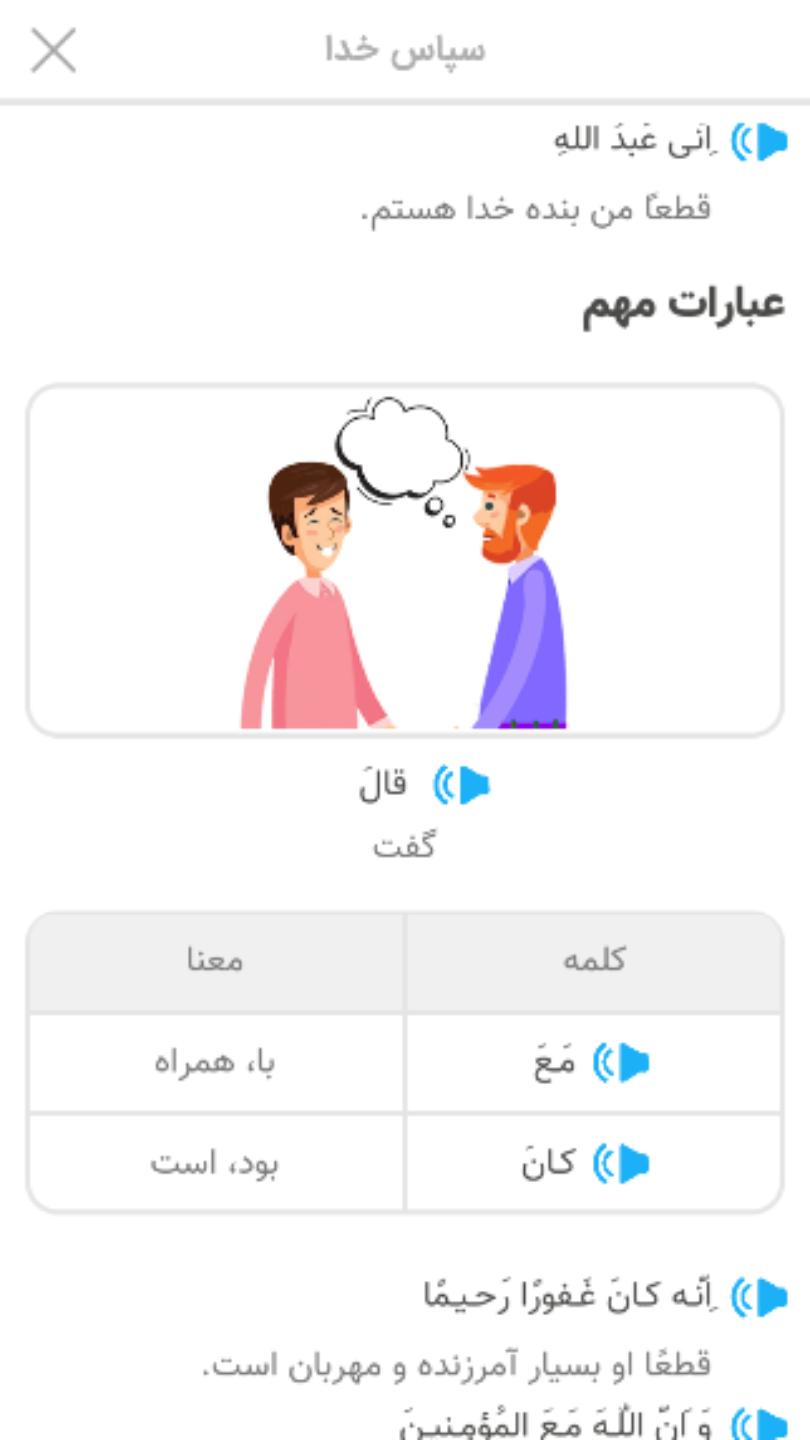 سپاس خدا
اِنّی عَبدُ اللهِ
قطعاً من بنده خدا هستم.
عبارات مهم
قالَ
گفت
کلمه	معنا
مَعَ	با، همراه
کانَ	بود، است
اِنَّه کانَ غَفورًا رَحیمًا
قطعًا او بسیار آمرزنده و مهربان است.
وَ اَنَّ اللّٰهَ مَعَ المُؤمِنینَ